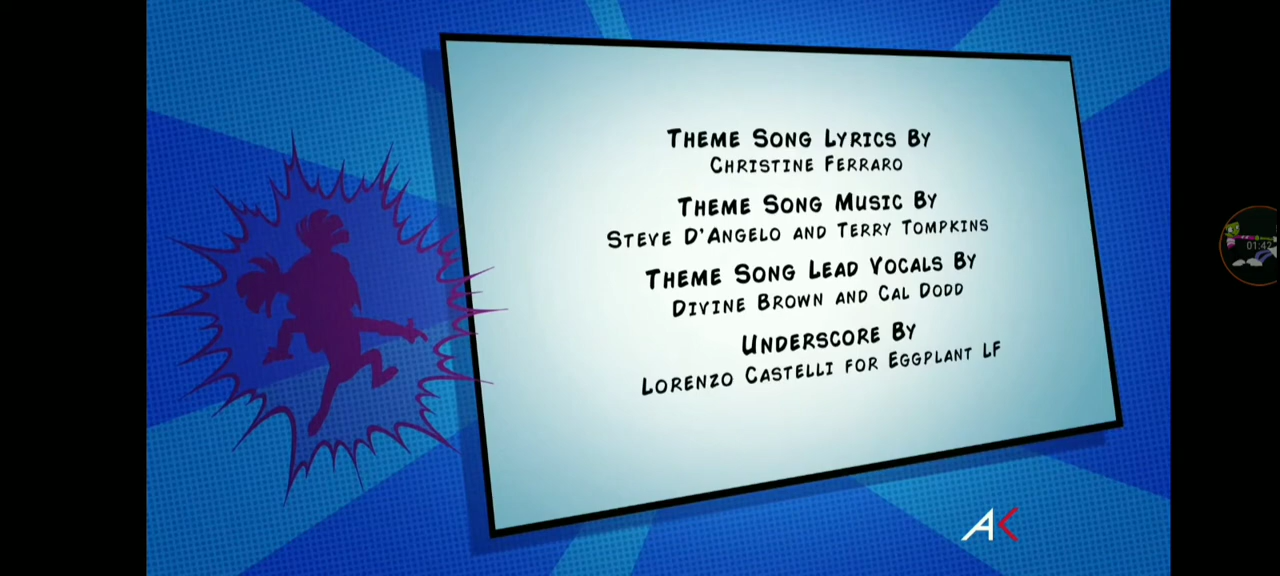 THEME SONG LYRICS BY
CHRISTINE FERRARO
THEME SONG MUSIC BY
STEVE D'ANGELO AND TERRY TOMPKINS
THEME SONG LEAD VOCALS BY
DIVINE BROWN AND CAL DODD
UNDERSCORE BY
LORENZO CASTELLI FOR EGGPLANT LF
AK
01:42